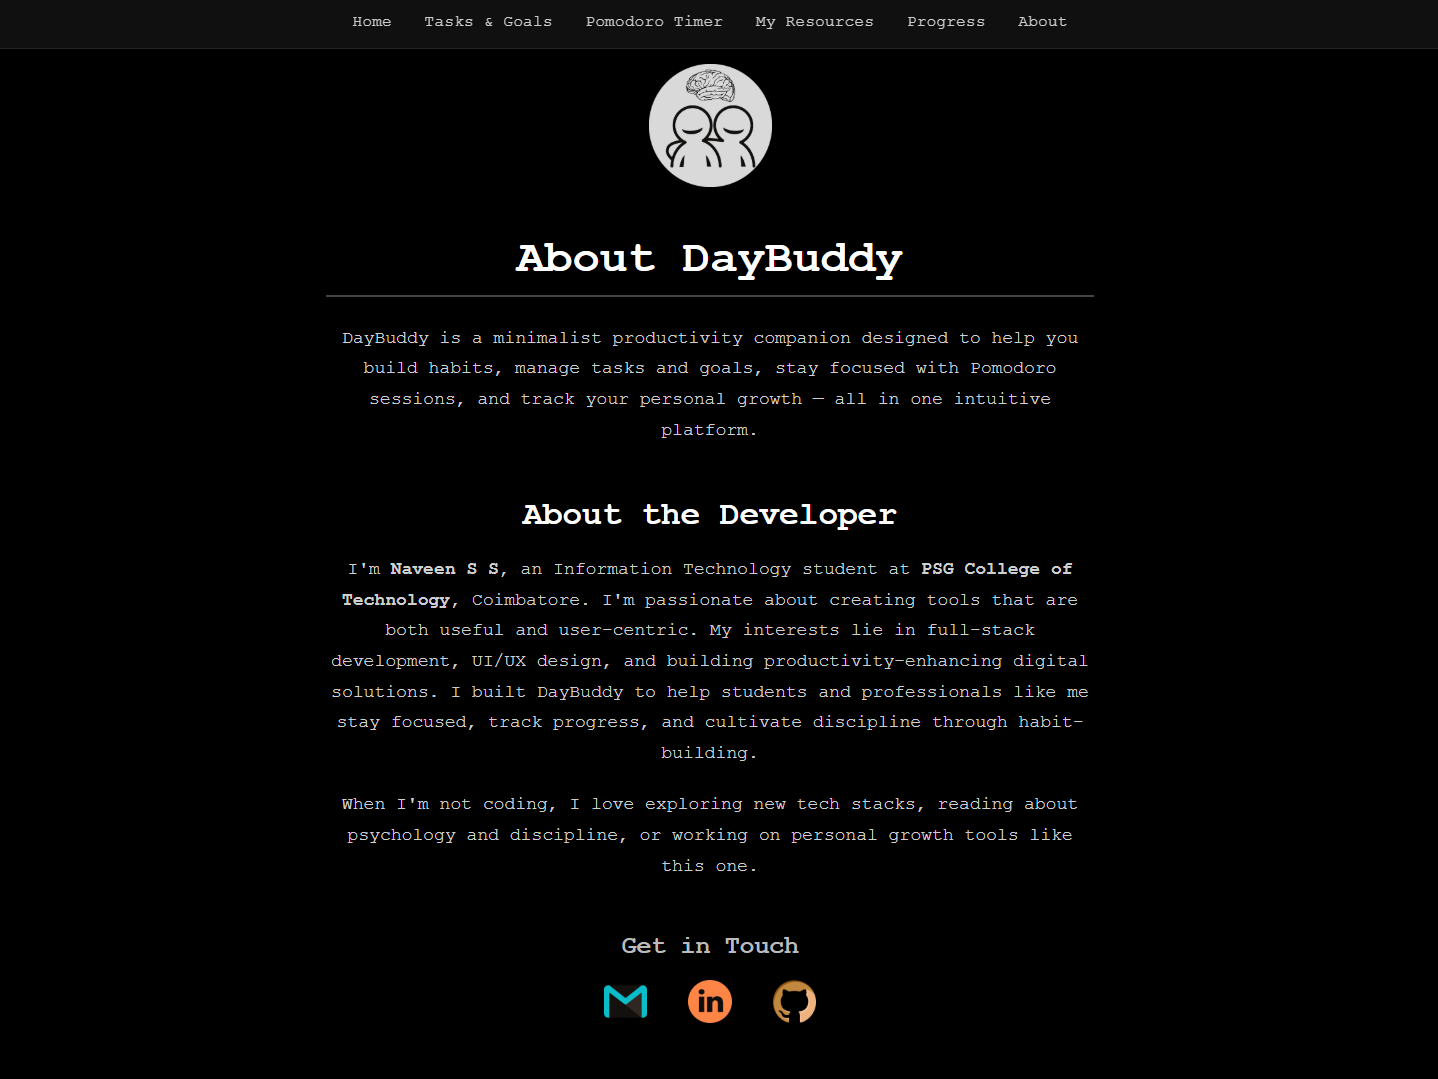 Home Tasks & Goals Pomodoro Timer My Resources Progress About
About DayBuddy
DayBuddy is a minimalist productivity companion designed to help you
build habits, manage tasks and goals, stay focused with Pomodoro
sessions, and track your personal growth — all in one intuitive
platform.
About the Developer
I'm Naveen S S, an Information Technology student at PSG College of
Technology, Coimbatore. I'm passionate about creating tools that are
both useful and user-centric. My interests lie in full-stack
development, UI/UX design, and building productivity-enhancing digital
solutions. I built DayBuddy to help students and professionals like me
stay focused, track progress, and cultivate discipline through habit-
building.
When I'm not coding, I love exploring new tech stacks, reading about
psychology and discipline, or working on personal growth tools like
this one.
Get in Touch
in